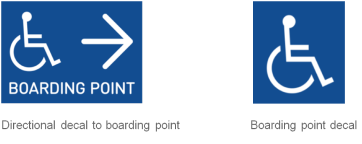 BOARDING POINT
Directional decal to boarding point
Boarding point decal